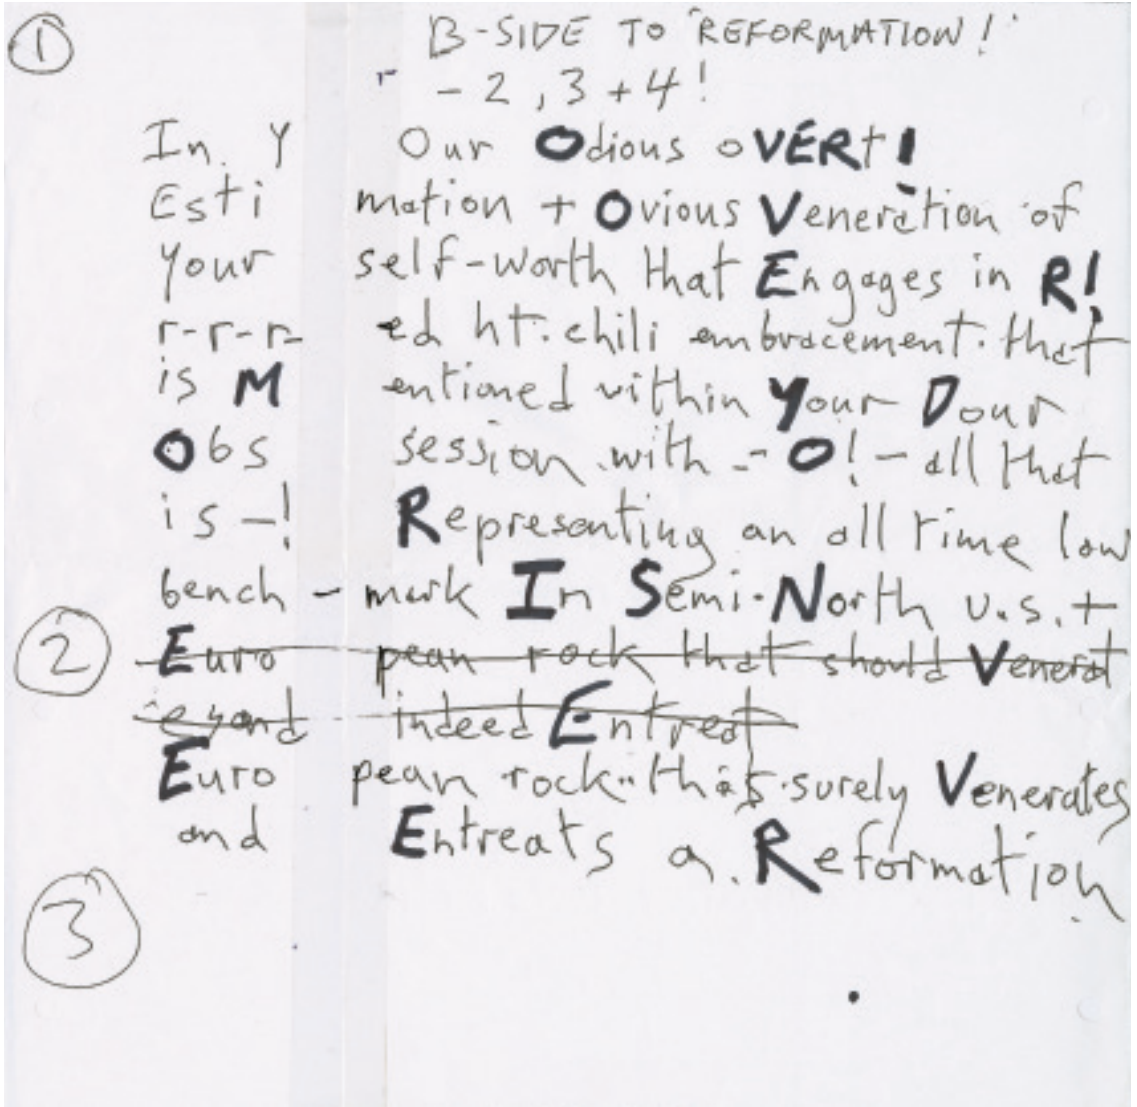 ① B-SIDE TO 'REFORMATION!'
- 2, 3 + 4!
In. Y Our Odious oVERt!
Esti mation + Ovious Veneration of
Your self-worth that Engages in R!
r-r-r- ed ht. chili embracement. that
is M entioned within Your Dour
Obs session with -- O! - all that
is -! Representing an all time low
bench - mark In Semi-North U.S. +
② Euro pean rock that should Venerat
e and indeed Entreat
Euro pean rock.. that.surely Venerates
and Entreats a Reformation
③